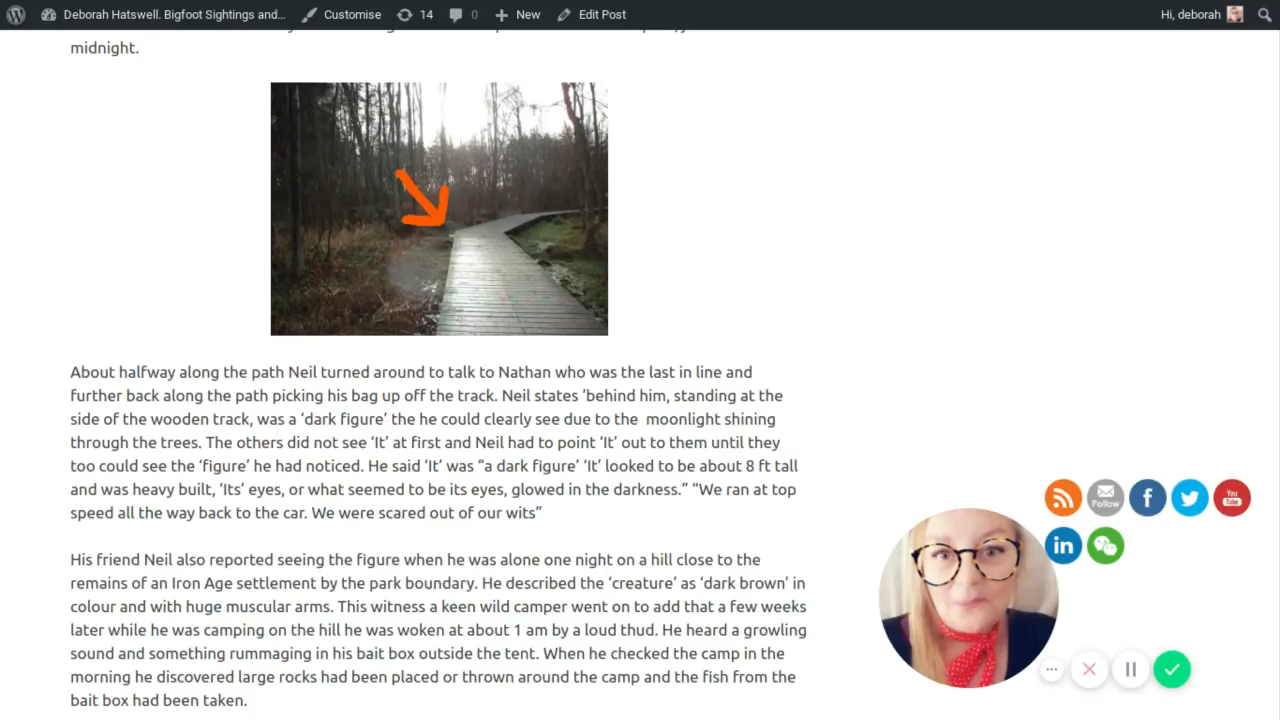 Deborah Hatswell. Bigfoot Sightings and...
Customise
14
0
New
Edit Post
Hi, deborah
midnight.
About halfway along the path Neil turned around to talk to Nathan who was the last in line and
further back along the path picking his bag up off the track. Neil states ‘behind him, standing at the
side of the wooden track, was a ‘dark figure’ the he could clearly see due to the moonlight shining
through the trees. The others did not see ‘It’ at first and Neil had to point ‘It’ out to them until they
too could see the ‘figure’ he had noticed. He said ‘It’ was “a dark figure’ ‘It’ looked to be about 8 ft tall
and was heavy built, ‘Its’ eyes, or what seemed to be its eyes, glowed in the darkness.” “We ran at top
speed all the way back to the car. We were scared out of our wits”
His friend Neil also reported seeing the figure when he was alone one night on a hill close to the
remains of an Iron Age settlement by the park boundary. He described the ‘creature’ as ‘dark brown’ in
colour and with huge muscular arms. This witness a keen wild camper went on to add that a few weeks
later while he was camping on the hill he was woken at about 1 am by a loud thud. He heard a growling
sound and something rummaging in his bait box outside the tent. When he checked the camp in the
morning he discovered large rocks had been placed or thrown around the camp and the fish from the
bait box had been taken.
Follow
You
Tube